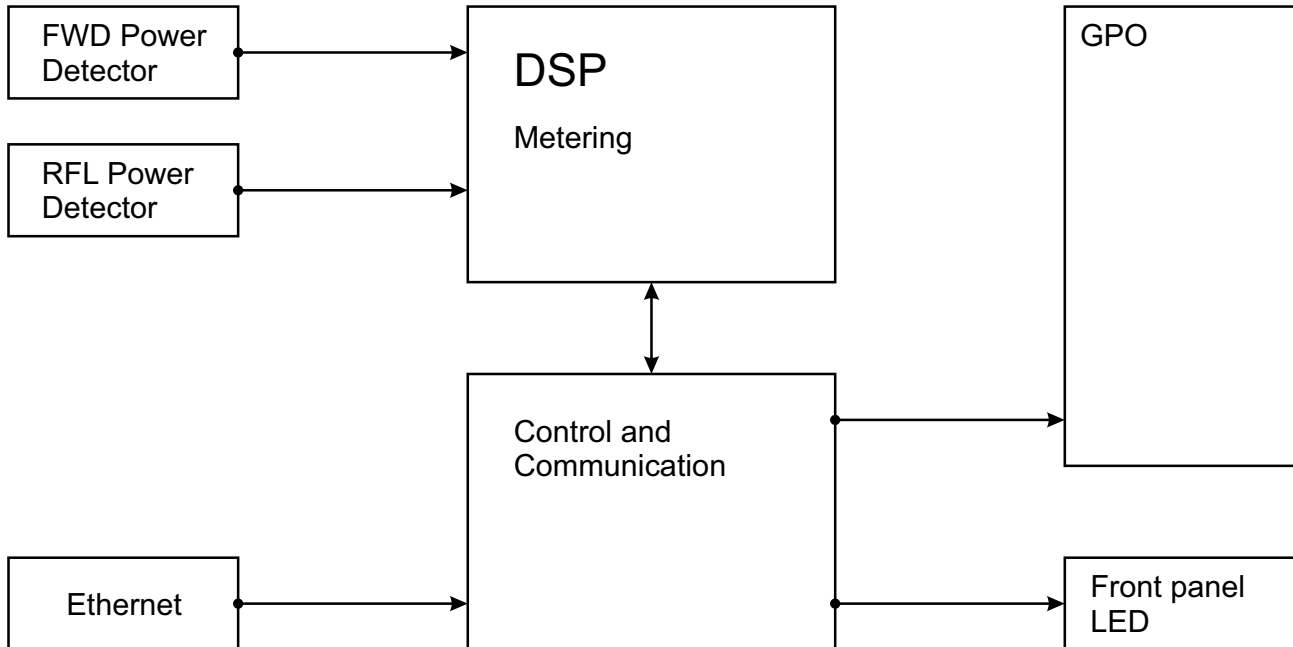 FWD Power
Detector
DSP
GPO
Metering
RFL Power
Detector
Control and
Communication
Ethernet
Front panel
LED